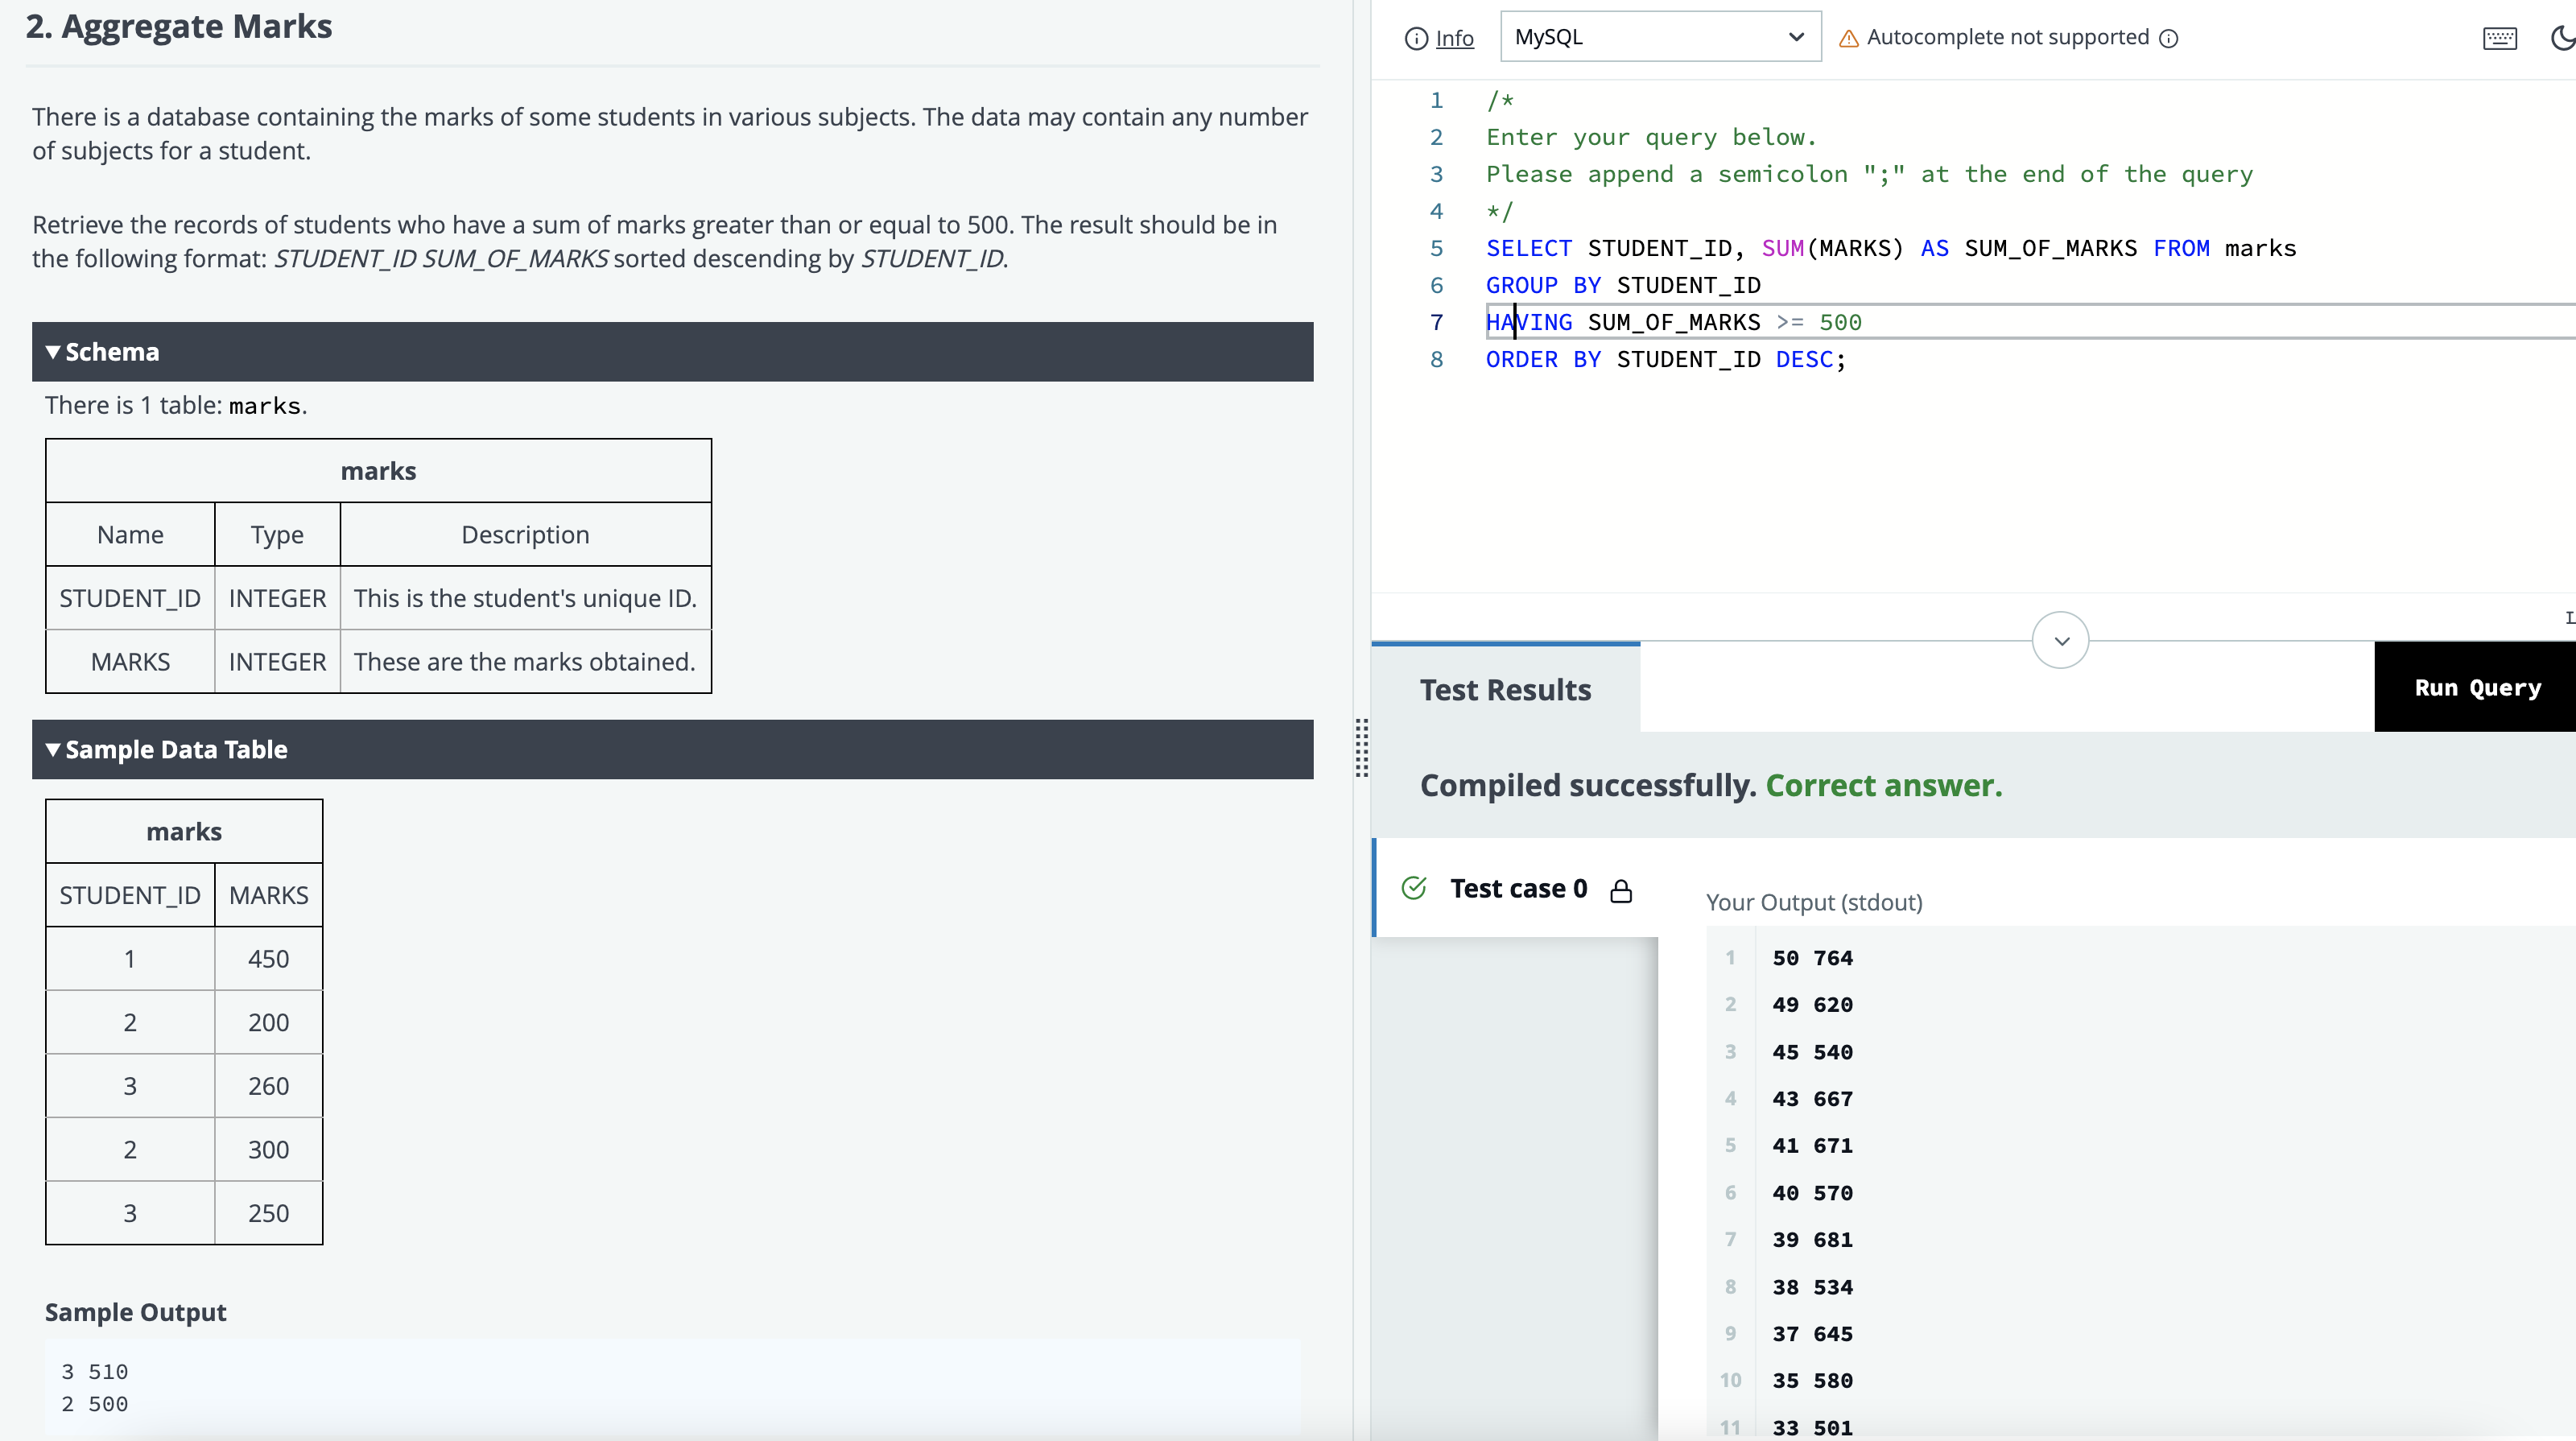 2. Aggregate Marks
There is a database containing the marks of some students in various subjects. The data may contain any number
of subjects for a student.
Retrieve the records of students who have a sum of marks greater than or equal to 500. The result should be in
the following format: STUDENT_ID SUM_OF_MARKS sorted descending by STUDENT_ID.
▼ Schema
There is 1 table: marks.
marks
Name Type Description
STUDENT_ID INTEGER This is the student's unique ID.
MARKS INTEGER These are the marks obtained.
▼ Sample Data Table
marks
STUDENT_ID MARKS
1 450
2 200
3 260
2 300
3 250
Sample Output
3 510
2 500
Info MySQL Autocomplete not supported
1 /*
2 Enter your query below.
3 Please append a semicolon ";" at the end of the query
4 */
5 SELECT STUDENT_ID, SUM(MARKS) AS SUM_OF_MARKS FROM marks
6 GROUP BY STUDENT_ID
7 HAVING SUM_OF_MARKS >= 500
8 ORDER BY STUDENT_ID DESC;
Test Results
Run Query
Compiled successfully. Correct answer.
Test case 0
Your Output (stdout)
1 50 764
2 49 620
3 45 540
4 43 667
5 41 671
6 40 570
7 39 681
8 38 534
9 37 645
10 35 580
11 33 501